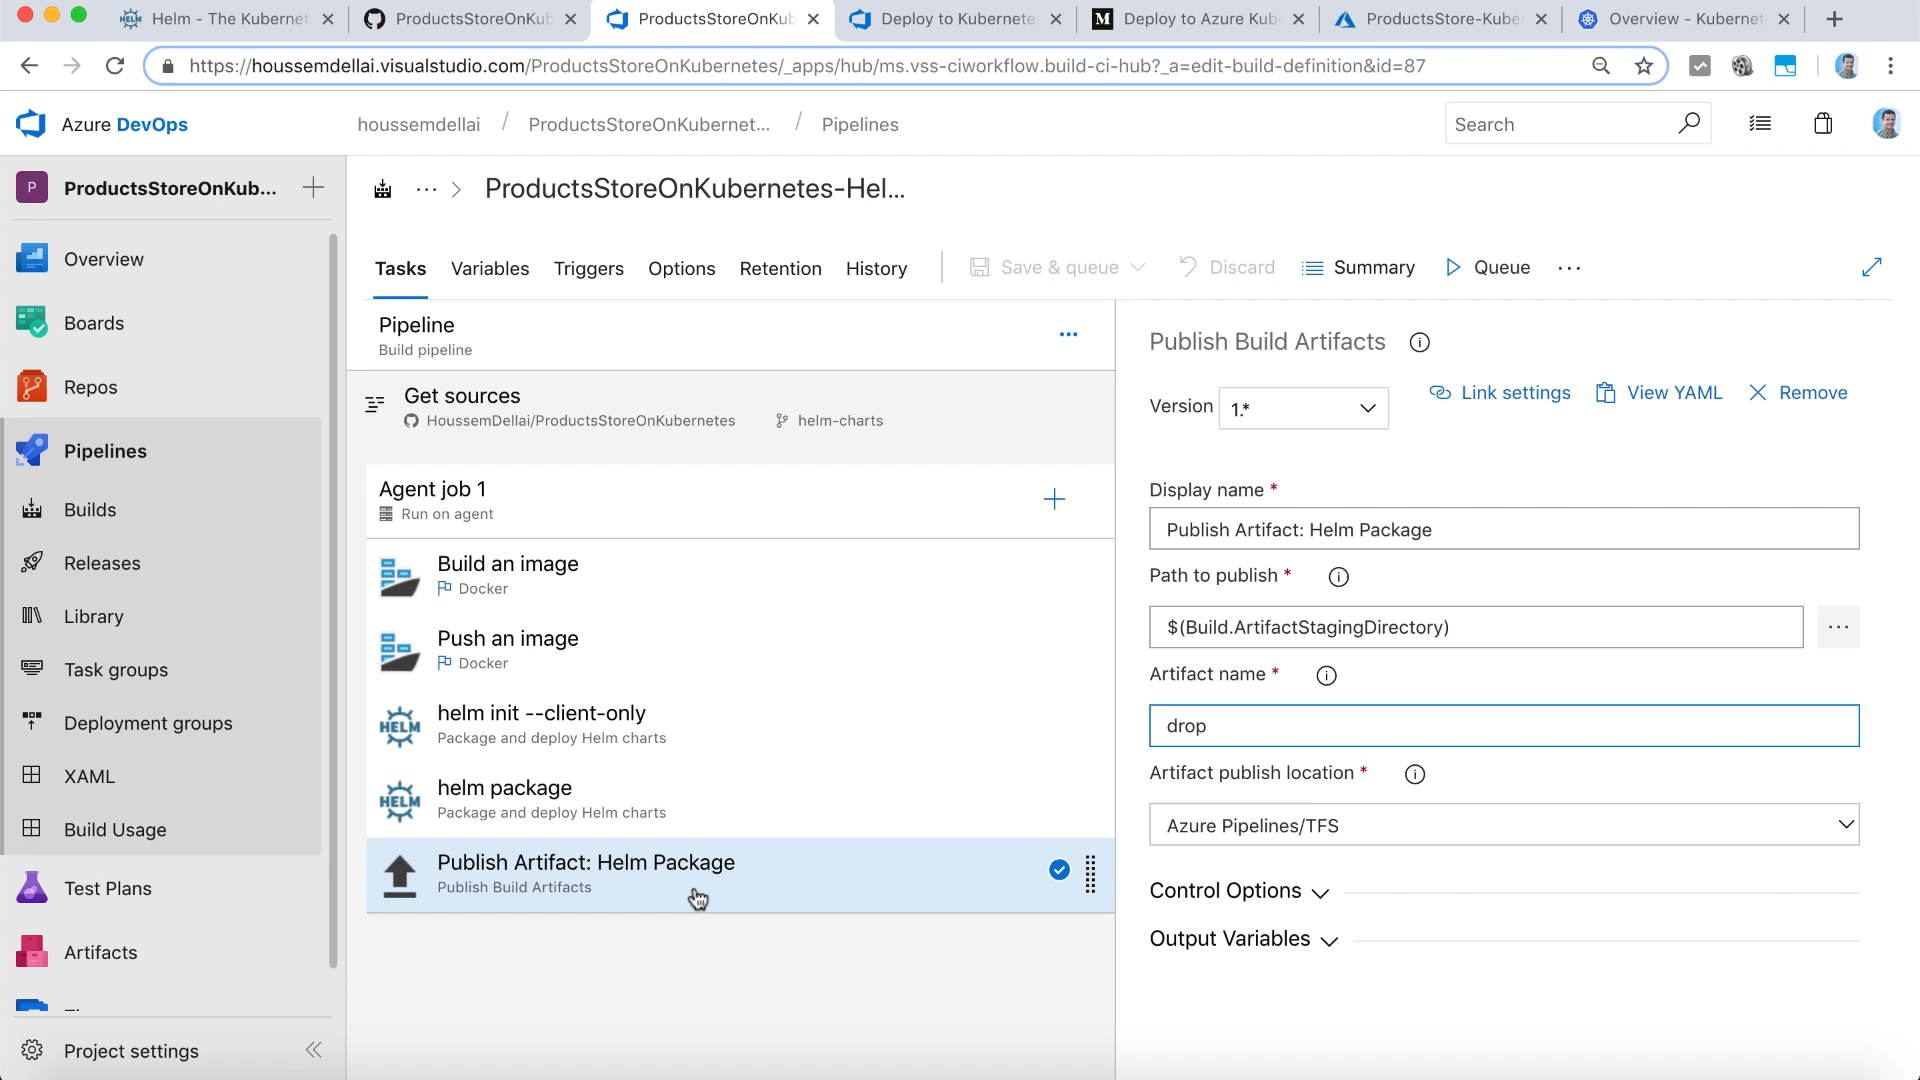 HELM Helm - The Kubernet
ProductsStoreOnKub
ProductsStoreOnKub
Deploy to Kubernete
M Deploy to Azure Kub
ProductsStore-Kube
Overview - Kubernet
https://houssemdellai.visualstudio.com/ProductsStoreOnKubernetes/_apps/hub/ms.vss-ciworkflow.build-ci-hub?_a=edit-build-definition&id=87
Azure DevOps
houssemdellai / ProductsStoreOnKubernet... / Pipelines
Search
P ProductsStoreOnKub...
Overview
Boards
Repos
Pipelines
Builds
Releases
Library
Task groups
Deployment groups
XAML
Build Usage
Test Plans
Artifacts
Project settings
··· > ProductsStoreOnKubernetes-Hel...
Tasks Variables Triggers Options Retention History
Save & queue Discard Summary Queue ···
Pipeline
Build pipeline
Get sources
HoussemDellai/ProductsStoreOnKubernetes helm-charts
Agent job 1
Run on agent
Build an image
Docker
Push an image
Docker
HELM helm init --client-only
Package and deploy Helm charts
HELM helm package
Package and deploy Helm charts
Publish Artifact: Helm Package
Publish Build Artifacts
Publish Build Artifacts
Version 1.*
Link settings View YAML Remove
Display name *
Publish Artifact: Helm Package
Path to publish *
$(Build.ArtifactStagingDirectory)
Artifact name *
drop
Artifact publish location *
Azure Pipelines/TFS
Control Options
Output Variables